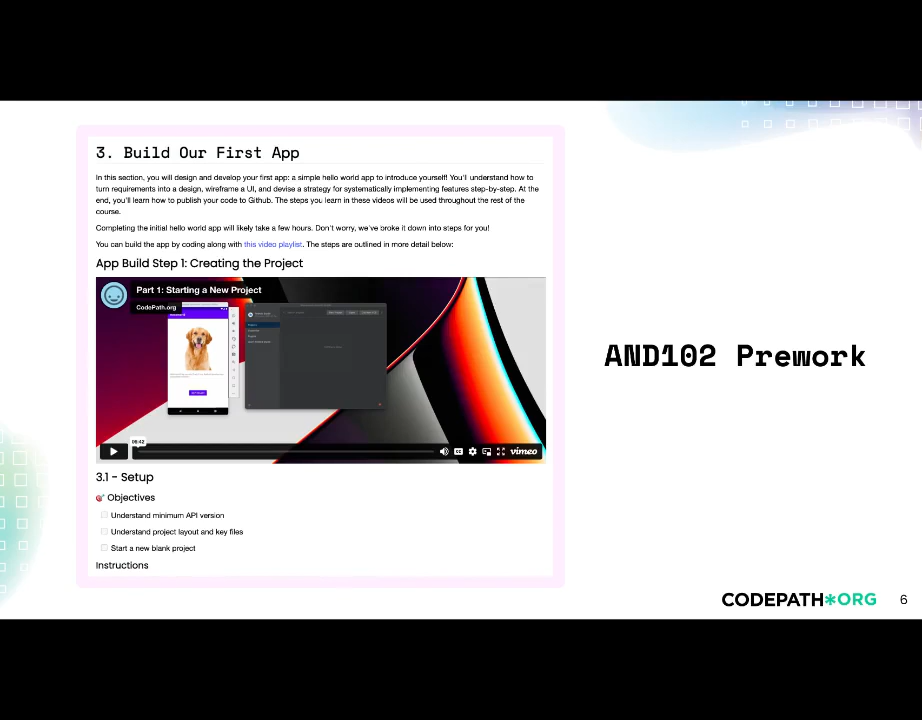 3. Build Our First App
In this section, you will design and develop your first app: a simple hello world app to introduce yourself! You'll understand how to
turn requirements into a design, wireframe a UI, and devise a strategy for systematically implementing features step-by-step. At the
end, you'll learn how to publish your code to Github. The steps you learn in these videos will be used throughout the rest of the
course.
Completing the initial hello world app will likely take a few hours. Don't worry, we've broke it down into steps for you!
You can build the app by coding along with this video playlist. The steps are outlined in more detail below:
App Build Step 1: Creating the Project
Part 1: Starting a New Project
CodePath.org
05:42
vimeo
3.1 - Setup
Objectives
Understand minimum API version
Understand project layout and key files
Start a new blank project
Instructions
AND102 Prework
CODEPATH*ORG
6